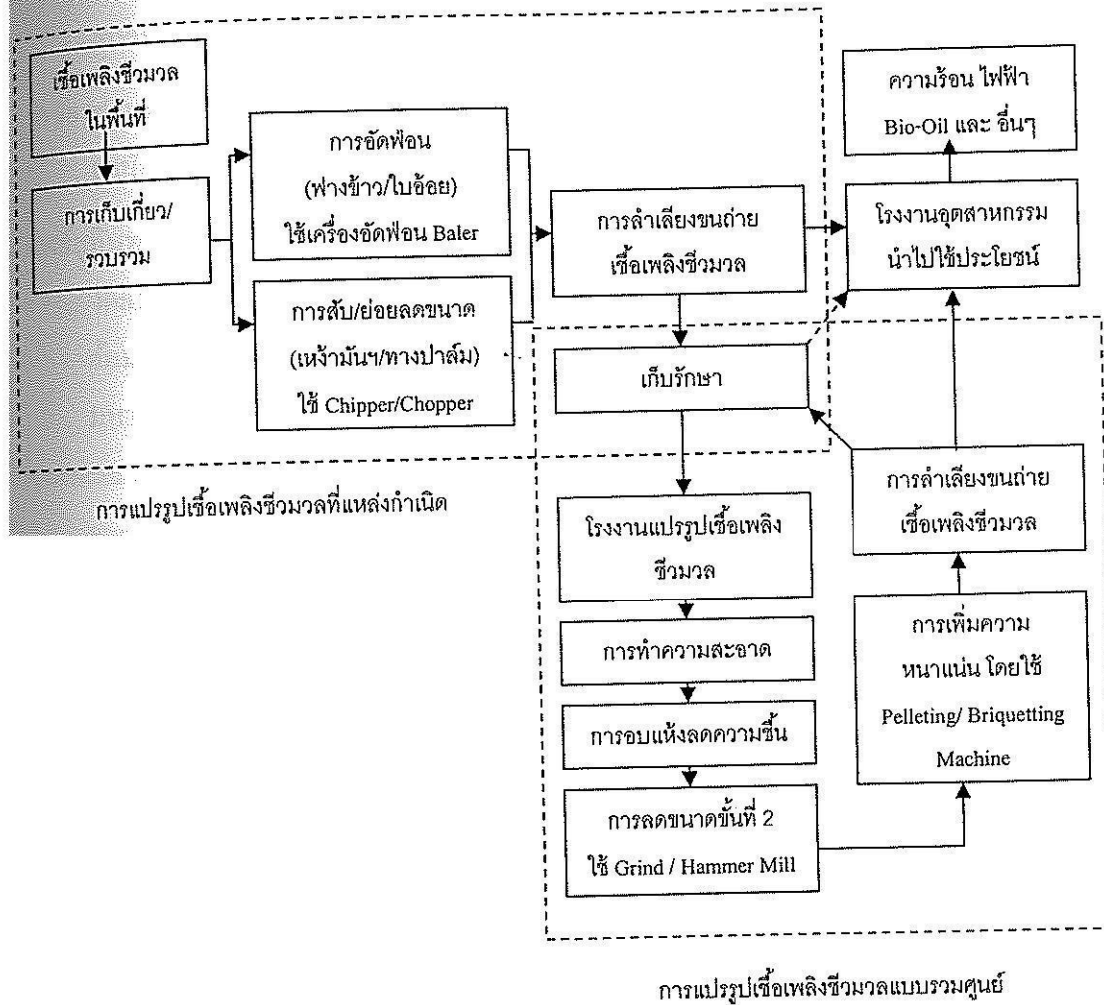 เชื้อเพลิงชีวมวล
ในพื้นที่
การเก็บเกี่ยว/
รวบรวม
การอัดฟ่อน
(ฟางข้าว/ใบอ้อย)
ใช้เครื่องอัดฟ่อน Baler
การสับ/ย่อยลดขนาด
(เหง้ามันฯ/ทางปาล์ม)
ใช้ Chipper/Chopper
การลำเลียงขนถ่าย
เชื้อเพลิงชีวมวล
ความร้อน ไฟฟ้า
Bio-Oil และ อื่นๆ
โรงงานอุตสาหกรรม
นำไปใช้ประโยชน์
เก็บรักษา
การแปรรูปเชื้อเพลิงชีวมวลที่แหล่งกำเนิด
โรงงานแปรรูปเชื้อเพลิง
ชีวมวล
การทำความสะอาด
การอบแห้งลดความชื้น
การลดขนาดขั้นที่ 2
ใช้ Grind / Hammer Mill
การลำเลียงขนถ่าย
เชื้อเพลิงชีวมวล
การเพิ่มความ
หนาแน่น โดยใช้
Pelleting/ Briquetting
Machine
การแปรรูปเชื้อเพลิงชีวมวลแบบรวมศูนย์